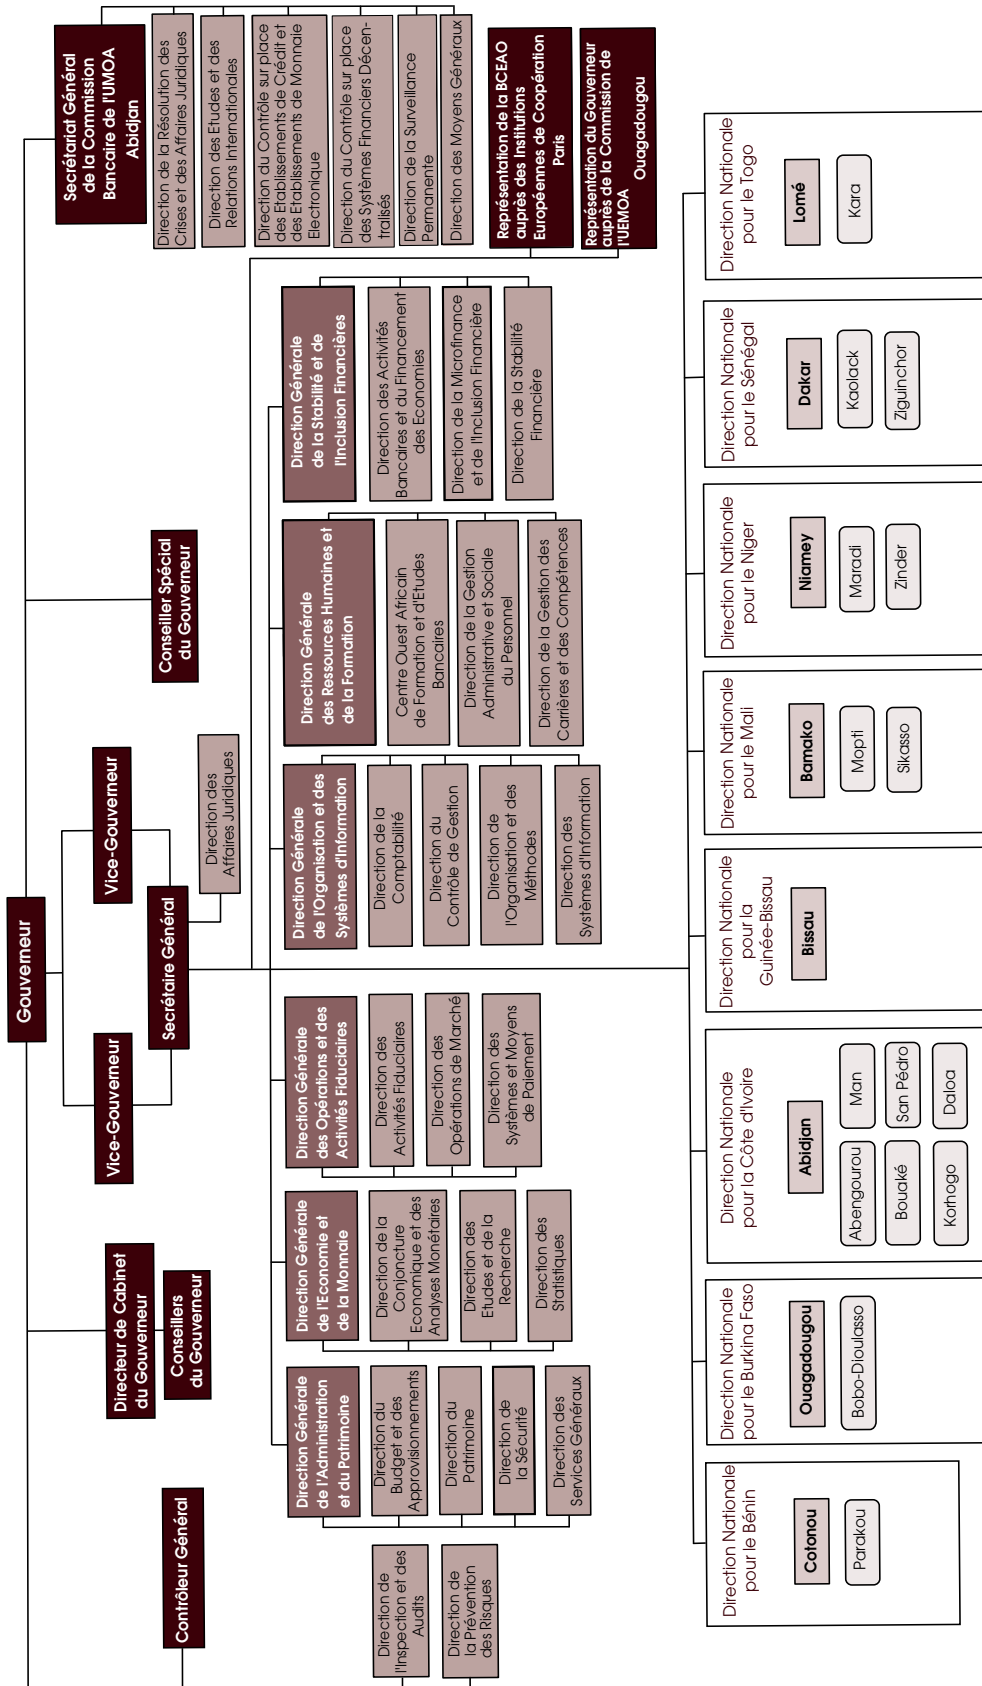 Gouverneur
Vice-Gouverneur
Vice-Gouverneur
Secrétaire Général
Direction des
Affaires Juridiques
Contrôleur Général
Direction de
l'Inspection et des
Audits
Direction de
la Prévention
des Risques
Directeur de Cabinet
du Gouverneur
Conseillers
du Gouverneur
Conseiller Spécial
du Gouverneur
Secrétariat Général
de la Commission
Bancaire de l'UMOA
Abidjan
Direction de la Résolution des
Crises et des Affaires Juridiques
Direction des Etudes et des
Relations Internationales
Direction du Contrôle sur place
des Etablissements de Crédit et
des Etablissements de Monnaie
Electronique
Direction du Contrôle sur place
des Systèmes Financiers Décen-
tralisés
Direction de la Surveillance
Permanente
Direction des Moyens Généraux
Représentation de la BCEAO
auprès des Institutions
Européennes de Coopération
Paris
Représentation du Gouverneur
auprès de la Commission de
l'UEMOA
Ouagadougou
Direction Générale
de l'Administration
et du Patrimoine
Direction du
Budget et des
Approvisionnements
Direction du
Patrimoine
Direction de
la Sécurité
Direction des
Services Généraux
Direction Générale
de l'Economie et
de la Monnaie
Direction de la
Conjoncture
Economique et des
Analyses Monétaires
Direction des
Etudes et de la
Recherche
Direction des
Statistiques
Direction Générale
des Opérations et des
Activités Fiduciaires
Direction des
Activités Fiduciaires
Direction des
Opérations de Marché
Direction des
Systèmes et Moyens
de Paiement
Direction Générale
de l'Organisation et des
Systèmes d'Information
Direction de la
Comptabilité
Direction du
Contrôle de Gestion
Direction de
l'Organisation et des
Méthodes
Direction des
Systèmes d'Information
Direction Générale
des Ressources Humaines et
de la Formation
Centre Ouest Africain
de Formation et d'Etudes
Bancaires
Direction de la Gestion
Administrative et Sociale
du Personnel
Direction de la Gestion des
Carrières et des Compétences
Direction Générale
de la Stabilité et de
l'Inclusion Financières
Direction des Activités
Bancaires et du Financement
des Economies
Direction de la Microfinance
et de l'Inclusion Financière
Direction de la Stabilité
Financière
Direction Nationale
pour le Bénin
Cotonou
Parakou
Direction Nationale
pour le Burkina Faso
Ouagadougou
Bobo-Dioulasso
Direction Nationale
pour la Côte d'Ivoire
Abidjan
Abengourou
Man
Bouaké
San Pédro
Korhogo
Daloa
Direction Nationale
pour la
Guinée-Bissau
Bissau
Direction Nationale
pour le Mali
Bamako
Mopti
Sikasso
Direction Nationale
pour le Niger
Niamey
Maradi
Zinder
Direction Nationale
pour le Sénégal
Dakar
Kaolack
Ziguinchor
Direction Nationale
pour le Togo
Lomé
Kara